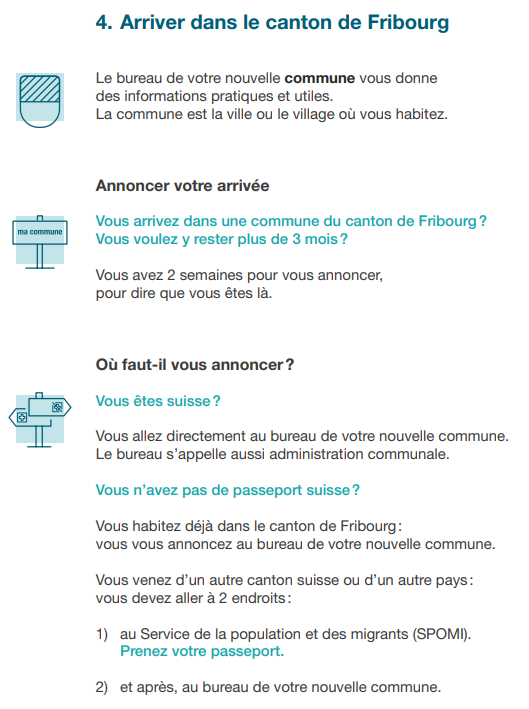 4. Arriver dans le canton de Fribourg
Le bureau de votre nouvelle commune vous donne
des informations pratiques et utiles.
La commune est la ville ou le village où vous habitez.
Annoncer votre arrivée
ma commune
Vous arrivez dans une commune du canton de Fribourg ?
Vous voulez y rester plus de 3 mois ?
Vous avez 2 semaines pour vous annoncer,
pour dire que vous êtes là.
Où faut-il vous annoncer ?
Vous êtes suisse ?
Vous allez directement au bureau de votre nouvelle commune.
Le bureau s’appelle aussi administration communale.
Vous n’avez pas de passeport suisse ?
Vous habitez déjà dans le canton de Fribourg :
vous vous annoncez au bureau de votre nouvelle commune.
Vous venez d’un autre canton suisse ou d’un autre pays :
vous devez aller à 2 endroits :
1) au Service de la population et des migrants (SPOMI).
Prenez votre passeport.
2) et après, au bureau de votre nouvelle commune.